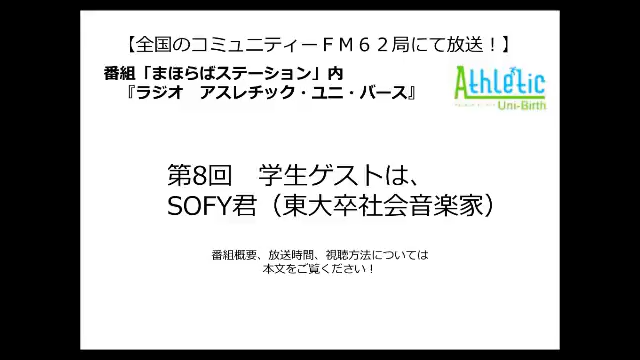 【全国のコミュニティーＦＭ６２局にて放送！】
番組「まほらばステーション」内
『ラジオ　アスレチック・ユニ・バース』
Athletic
Uni-Birth
第8回　学生ゲストは、
SOFY君（東大卒社会音楽家）
番組概要、放送時間、視聴方法については
本文をご覧ください！